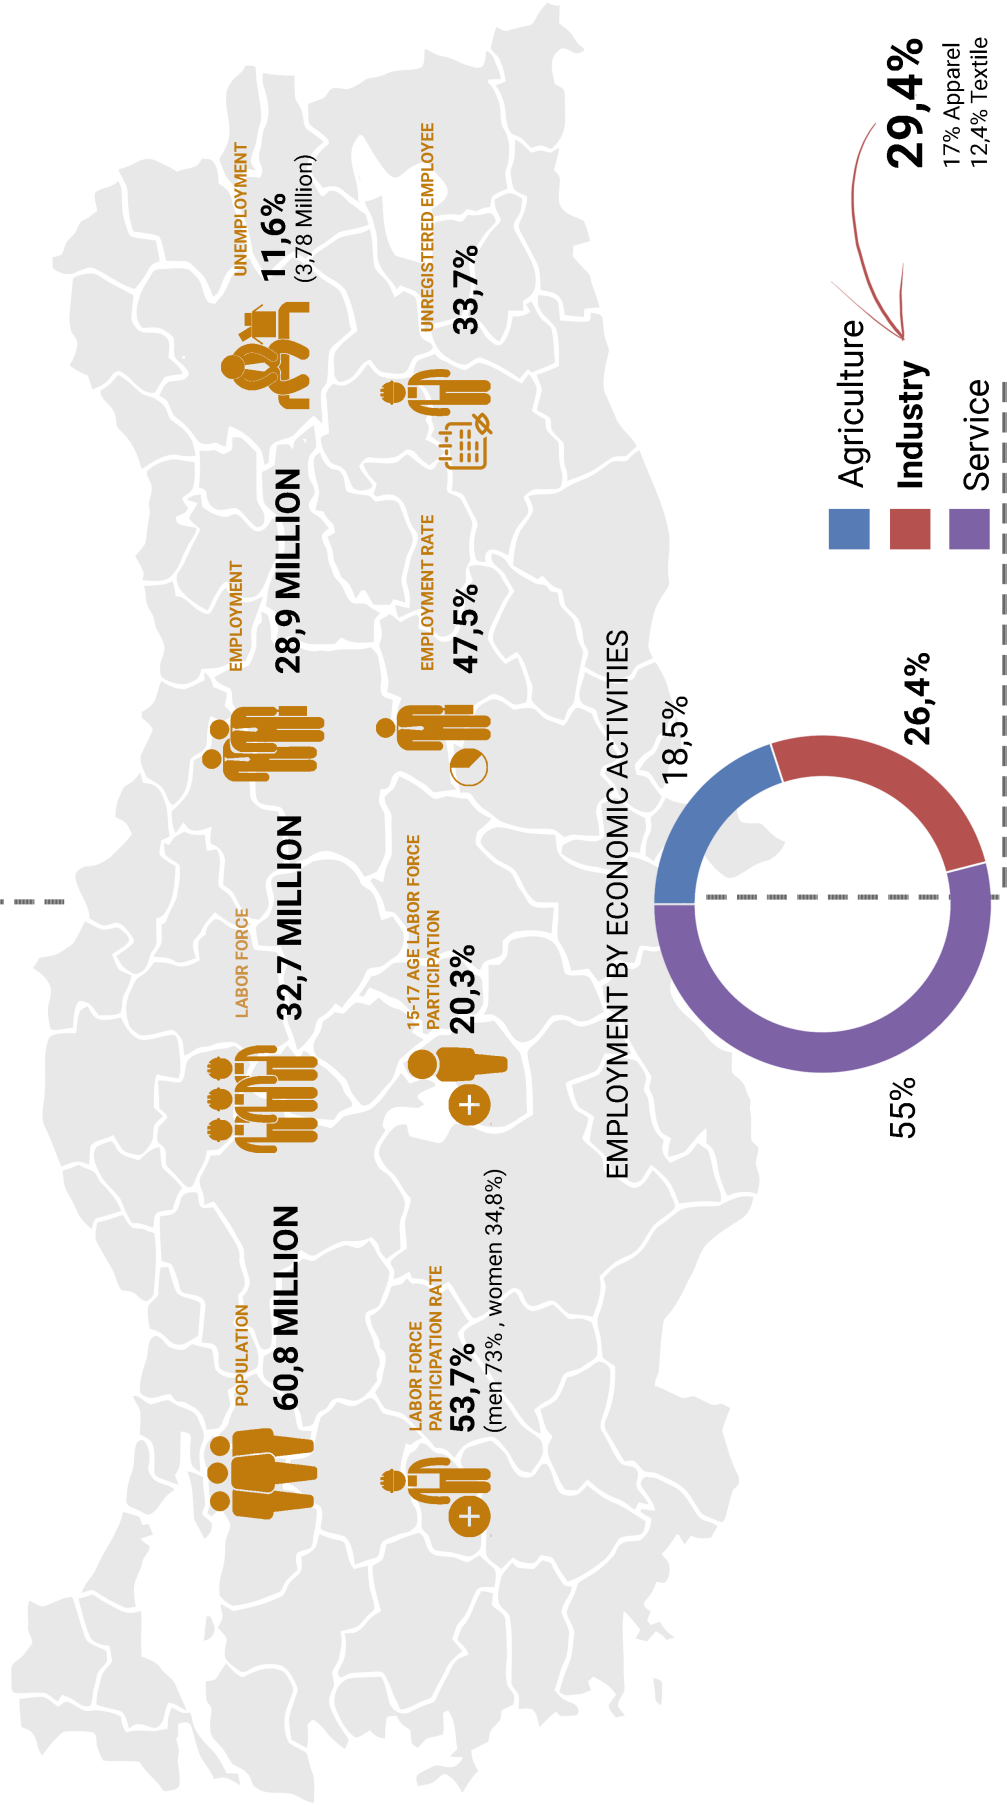 POPULATION
60,8 MILLION
LABOR FORCE
32,7 MILLION
EMPLOYMENT
28,9 MILLION
UNEMPLOYMENT
11,6%
(3,78 Million)
LABOR FORCE
PARTICIPATION RATE
53,7%
(men 73% , women 34,8%)
15-17 AGE LABOR FORCE
PARTICIPATION
20,3%
EMPLOYMENT RATE
47,5%
UNREGISTERED EMPLOYEE
33,7%
EMPLOYMENT BY ECONOMIC ACTIVITIES
18,5%
26,4%
55%
Agriculture
Industry
Service
29,4%
17% Apparel
12,4% Textile